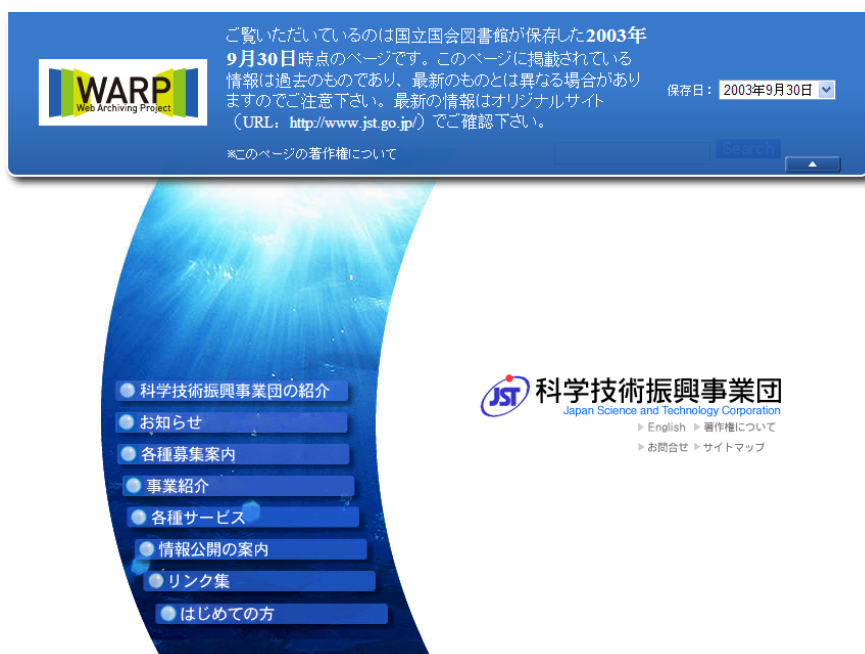 ご覧いただいているのは国立国会図書館が保存した2003年
9月30日時点のページです。このページに掲載されている
情報は過去のものであり、最新のものとは異なる場合があり
ますのでご注意下さい。最新の情報はオリジナルサイト
（URL：http://www.jst.go.jp/）でご確認下さい。
※このページの著作権について
WARP
Web Archiving Project
保存日：2003年9月30日
Search
科学技術振興事業団の紹介
お知らせ
各種募集案内
事業紹介
各種サービス
情報公開の案内
リンク集
はじめての方
JST 科学技術振興事業団
Japan Science and Technology Corporation
English 著作権について
お問合せ サイトマップ